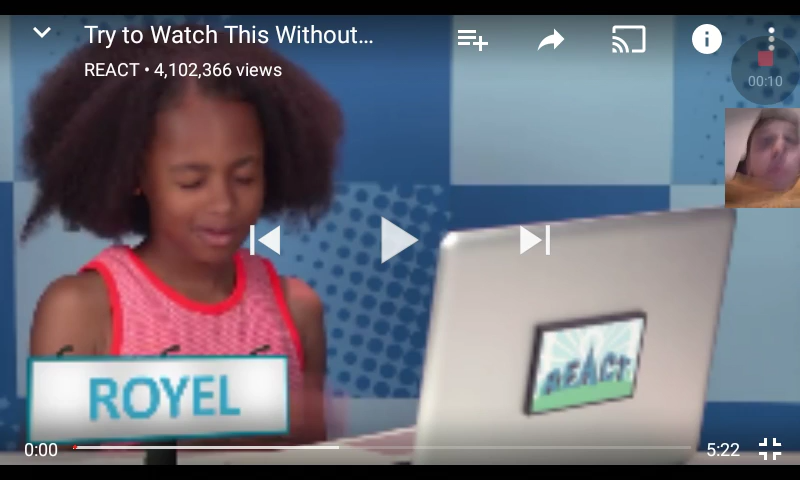 Try to Watch This Without...
REACT • 4,102,366 views
00:10
ROYEL
REACT
0:00
5:22